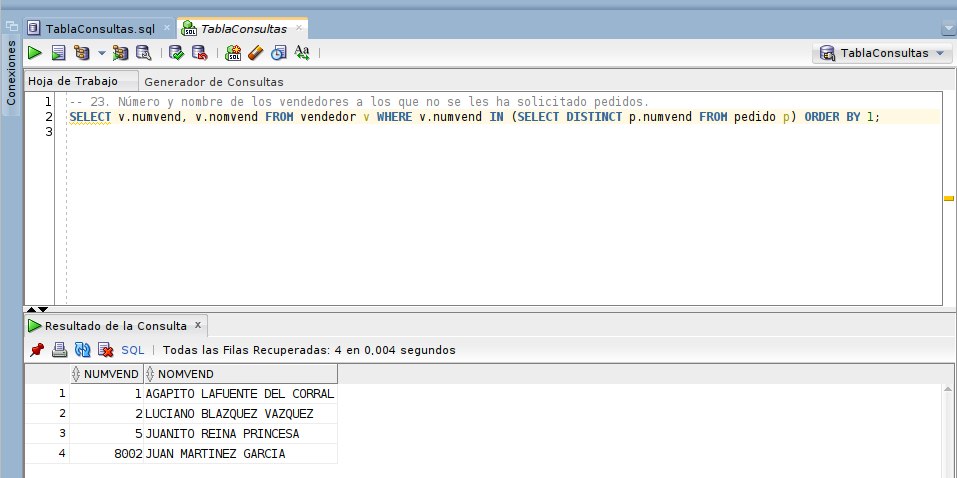 TablaConsultas.sql
TablaConsultas
Conexiones
SQL
Aa
TablaConsultas
Hoja de Trabajo
Generador de Consultas
1 -- 23. Número y nombre de los vendedores a los que no se les ha solicitado pedidos.
2 SELECT v.numvend, v.nomvend FROM vendedor v WHERE v.numvend IN (SELECT DISTINCT p.numvend FROM pedido p) ORDER BY 1;
3
Resultado de la Consulta x
SQL | Todas las Filas Recuperadas: 4 en 0,004 segundos
NUMVEND NOMVEND
1 1 AGAPITO LAFUENTE DEL CORRAL
2 2 LUCIANO BLAZQUEZ VAZQUEZ
3 5 JUANITO REINA PRINCESA
4 8002 JUAN MARTINEZ GARCIA